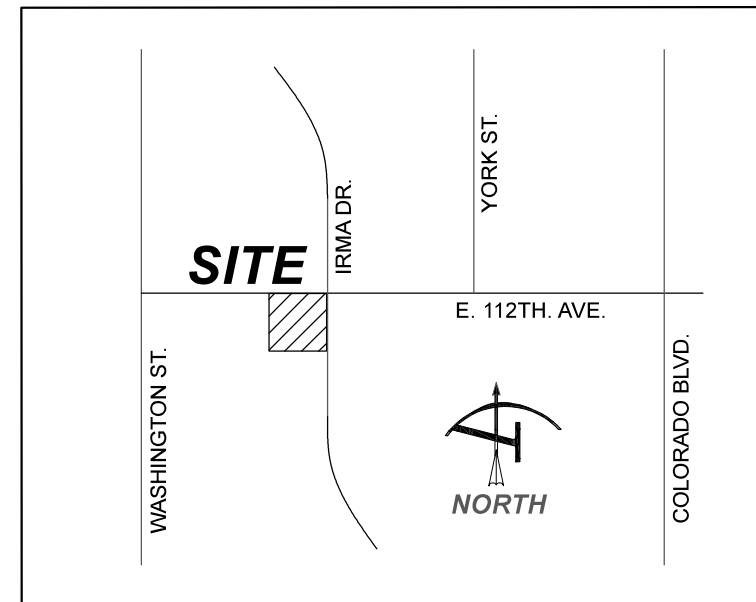 YORK ST.
IRMA DR.
SITE
E. 112TH. AVE.
WASHINGTON ST.
COLORADO BLVD.
NORTH